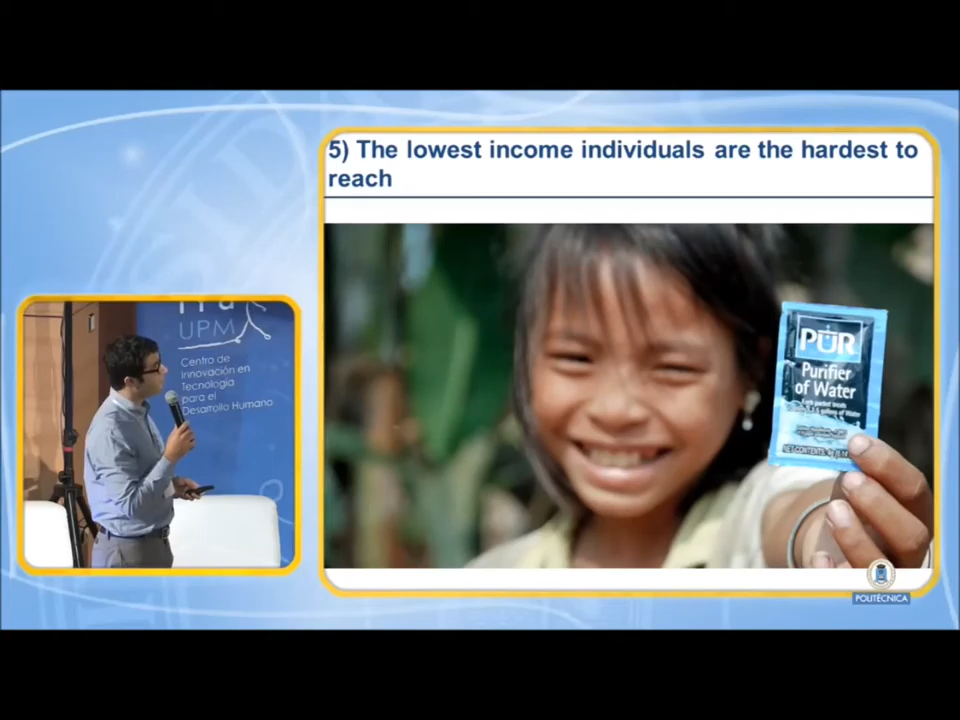 5) The lowest income individuals are the hardest to
reach
UPM
Centro de
Innovación en
Tecnología
para el
Desarrollo Humano
PŪR
Purifier
of Water
POLITÉCNICA